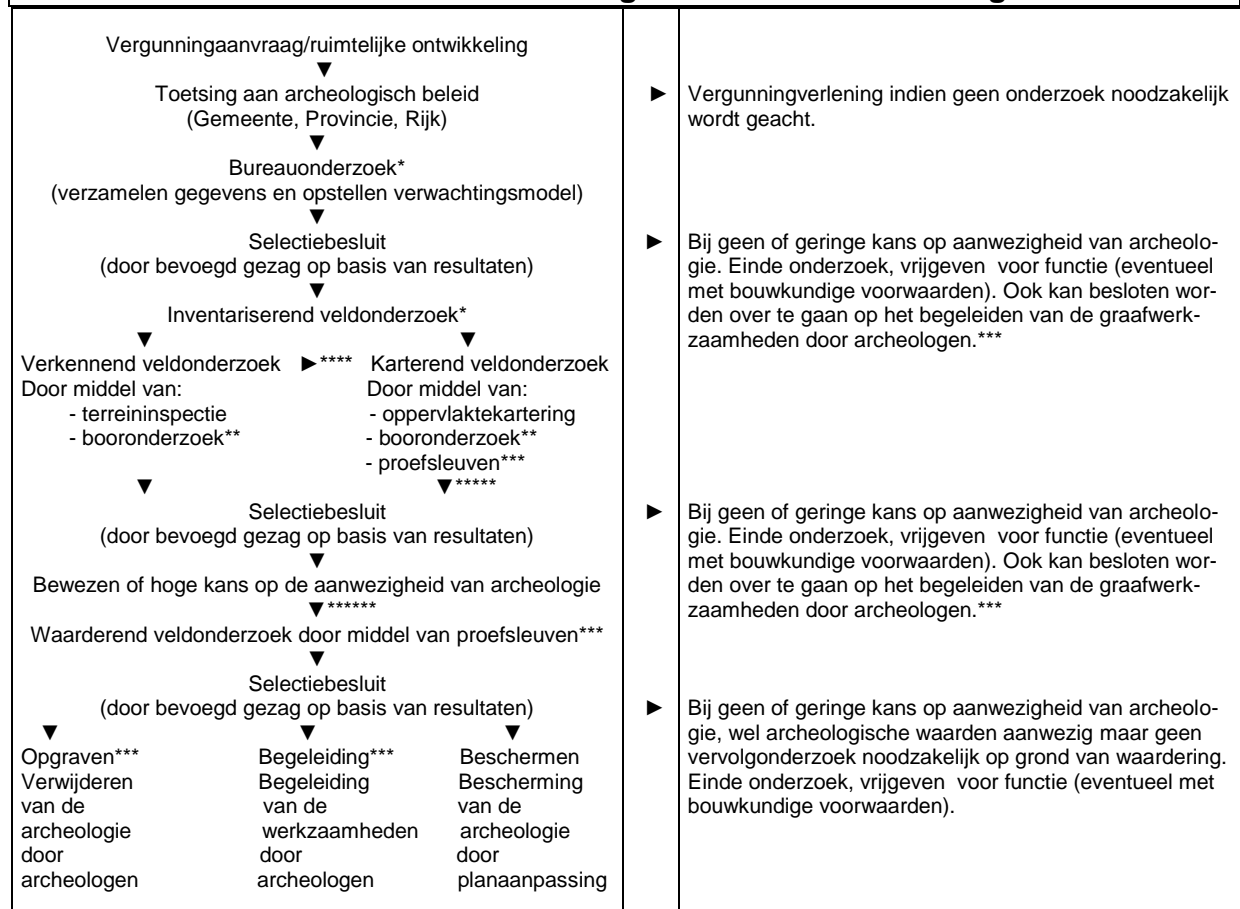 Vergunningaanvraag/ruimtelijke ontwikkeling
▼
Toetsing aan archeologisch beleid
(Gemeente, Provincie, Rijk)
▼
► Vergunningverlening indien geen onderzoek noodzakelijk
wordt geacht.
Bureauonderzoek*
(verzamelen gegevens en opstellen verwachtingsmodel)
▼
Selectiebesluit
(door bevoegd gezag op basis van resultaten)
▼
► Bij geen of geringe kans op aanwezigheid van archeolo-
gie. Einde onderzoek, vrijgeven voor functie (eventueel
met bouwkundige voorwaarden). Ook kan besloten wor-
den over te gaan op het begeleiden van de graafwerk-
zaamheden door archeologen.***
Inventariserend veldonderzoek*
▼ ▼
Verkennend veldonderzoek ►**** Karterend veldonderzoek
Door middel van: Door middel van:
- terreininspectie - oppervlaktekartering
- booronderzoek** - booronderzoek**
- proefsleuven***
▼ ▼*****
Selectiebesluit
(door bevoegd gezag op basis van resultaten)
▼
► Bij geen of geringe kans op aanwezigheid van archeolo-
gie. Einde onderzoek, vrijgeven voor functie (eventueel
met bouwkundige voorwaarden). Ook kan besloten wor-
den over te gaan op het begeleiden van de graafwerk-
zaamheden door archeologen.***
Bewezen of hoge kans op de aanwezigheid van archeologie
▼******
Waarderend veldonderzoek door middel van proefsleuven***
▼
Selectiebesluit
(door bevoegd gezag op basis van resultaten)
► Bij geen of geringe kans op aanwezigheid van archeolo-
gie, wel archeologische waarden aanwezig maar geen
vervolgonderzoek noodzakelijk op grond van waardering.
Einde onderzoek, vrijgeven voor functie (eventueel met
bouwkundige voorwaarden).
▼ ▼ ▼
Opgraven*** Begeleiding*** Beschermen
Verwijderen Begeleiding Bescherming
van de van de van de
archeologie werkzaamheden archeologie
door door door
archeologen archeologen planaanpassing